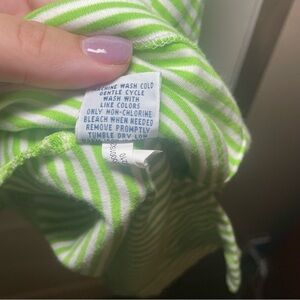 MACHINE WASH COLD
GENTLE CYCLE
WASH WITH
LIKE COLORS
ONLY NON-CHLORINE
BLEACH WHEN NEEDED
REMOVE PROMPTLY
TUMBLE DRY LOW